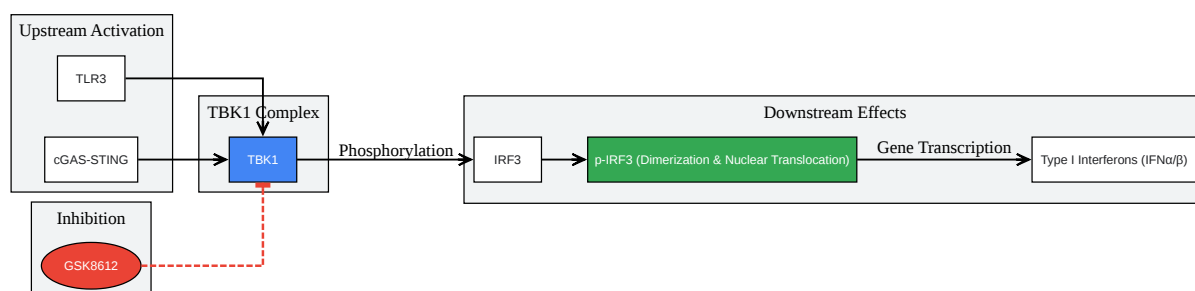 Upstream Activation
TLR3
cGAS-STING
TBK1 Complex
TBK1
Phosphorylation
Downstream Effects
IRF3
p-IRF3 (Dimerization & Nuclear Translocation)
Gene Transcription
Type I Interferons (IFNα/β)
Inhibition
GSK8612